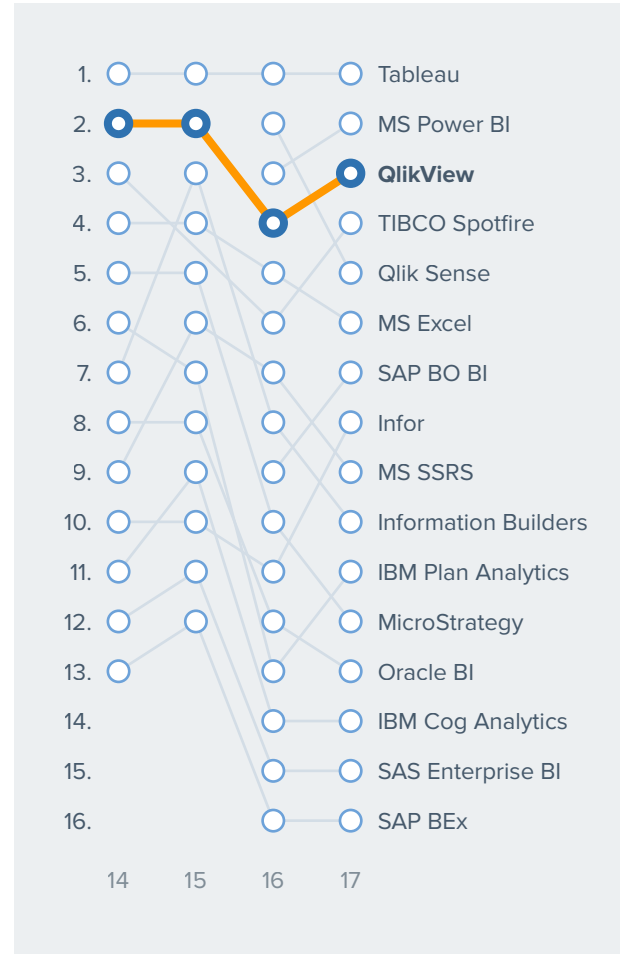 1. Tableau
2. MS Power BI
3. QlikView
4. TIBCO Spotfire
5. Qlik Sense
6. MS Excel
7. SAP BO BI
8. Infor
9. MS SSRS
10. Information Builders
11. IBM Plan Analytics
12. MicroStrategy
13. Oracle BI
14. IBM Cog Analytics
15. SAS Enterprise BI
16. SAP BEx
14 15 16 17